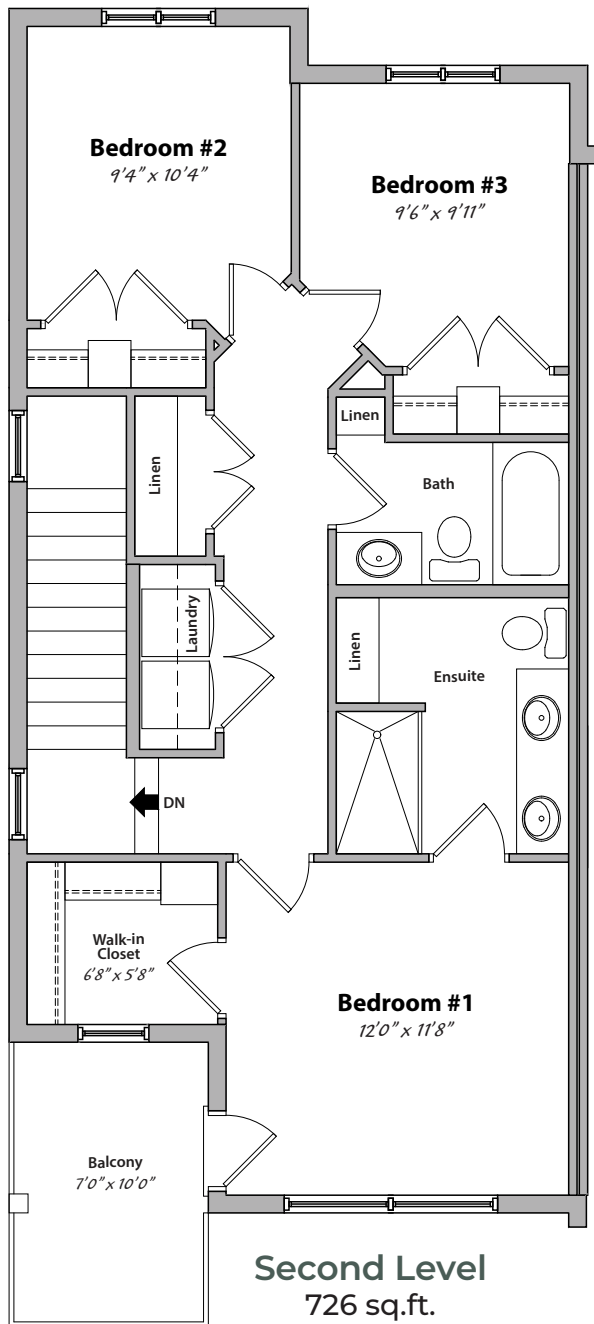 Bedroom #2
9'4" x 10'4"
Bedroom #3
9'6" x 9'11"
Linen
Linen
Bath
Laundry
Linen
Ensuite
DN
Walk-in
Closet
6'8" x 5'8"
Bedroom #1
12'0" x 11'8"
Balcony
7'0" x 10'0"
Second Level
726 sq.ft.